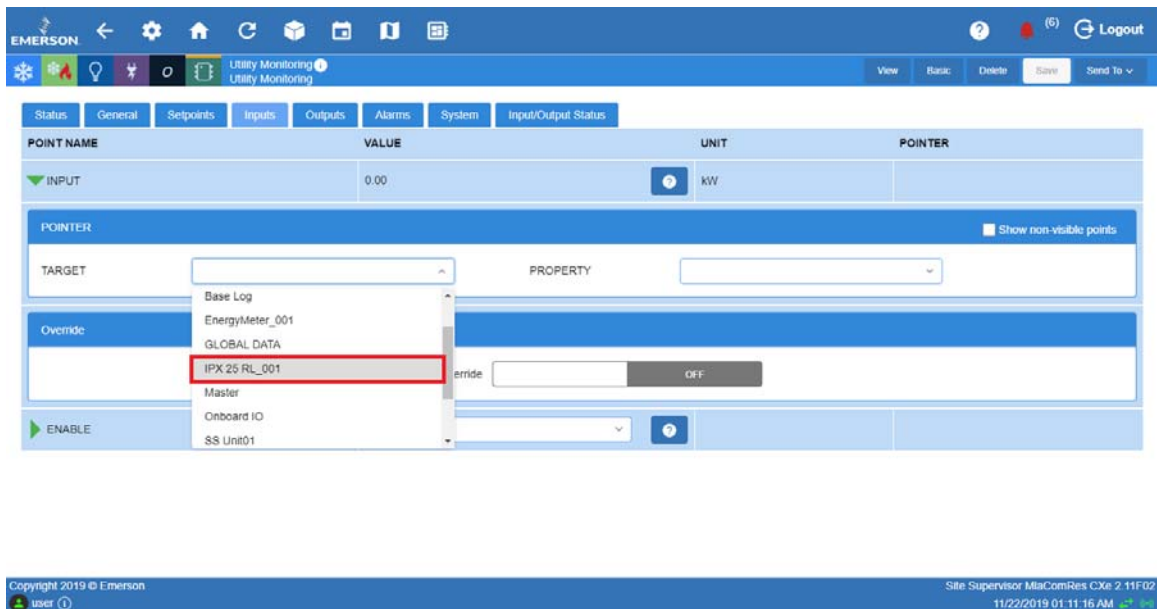 EMERSON
? (6) Logout
O Utility Monitoring i
Utility Monitoring
View Basic Delete Save Send To
Status General Setpoints Inputs Outputs Alarms System Input/Output Status
POINT NAME VALUE UNIT POINTER
INPUT 0.00 ? kW
POINTER Show non-visible points
TARGET PROPERTY
Base Log
EnergyMeter_001
Override
GLOBAL DATA
IPX 25 RL_001
erride OFF
Master
Onboard IO
ENABLE ?
SS Unit01
Copyright 2019 © Emerson Site Supervisor MiaComRes CXe 2.11F02
user i 11/22/2019 01:11:16 AM